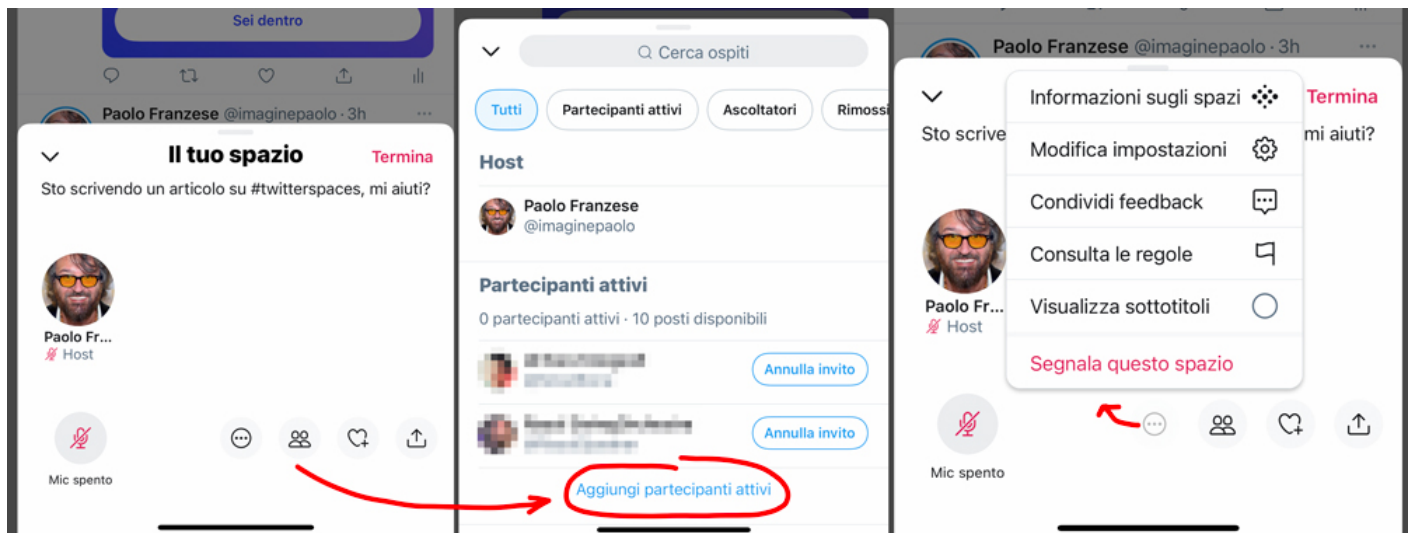 Sei dentro
Paolo Franzese @imaginepaolo · 3h
Il tuo spazio
Termina
Sto scrivendo un articolo su #twitterspaces, mi aiuti?
Paolo Fr...
Host
Mic spento
Cerca ospiti
Tutti
Partecipanti attivi
Ascoltatori
Rimossi
Host
Paolo Franzese
@imaginepaolo
Partecipanti attivi
0 partecipanti attivi · 10 posti disponibili
Annulla invito
Annulla invito
Aggiungi partecipanti attivi
Paolo Franzese @imaginepaolo · 3h
Termina
Sto scrive
mi aiuti?
Informazioni sugli spazi
Modifica impostazioni
Condividi feedback
Consulta le regole
Visualizza sottotitoli
Segnala questo spazio
Paolo Fr...
Host
Mic spento